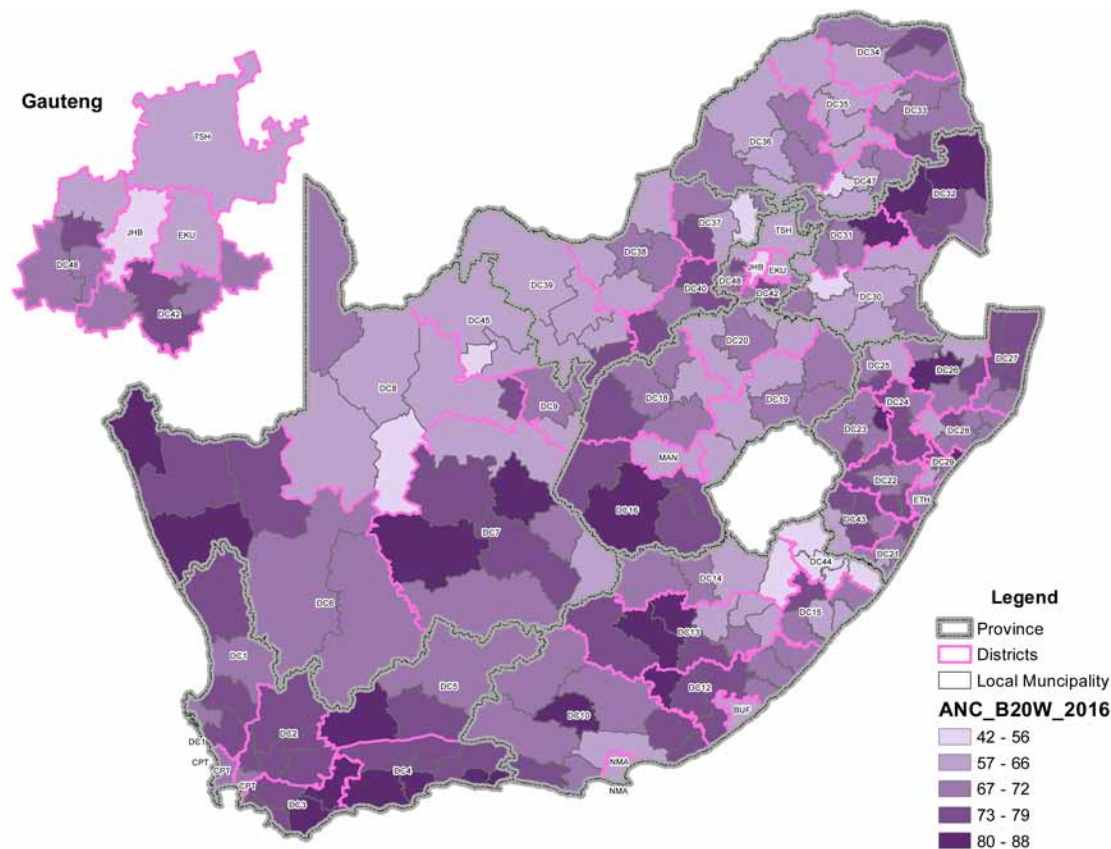 Gauteng
TSH
JHB
EKU
DC48
DC42
DC34
DC35
DC33
DC36
DC47
DC32
DC37
TSH
DC31
DC38
JHB
EKU
DC48
DC42
DC40
DC39
DC30
DC45
DC20
DC25
DC26
DC27
DC8
DC9
DC18
DC19
DC24
DC23
DC28
MAN
DC29
DC22
ETH
DC16
DC43
DC7
DC21
DC44
DC14
DC15
DC6
DC13
DC1
DC5
DC12
BUF
DC10
DC2
DC1
CPT
CPT
CPT
DC4
DC3
NMA
NMA
Legend
Province
Districts
Local Muncipality
ANC_B20W_2016
42 - 56
57 - 66
67 - 72
73 - 79
80 - 88